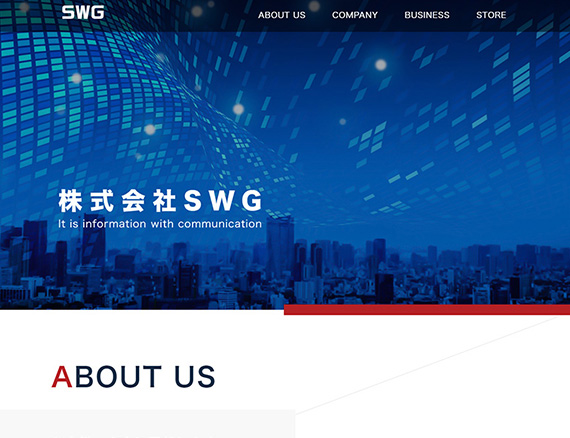 SWG
ABOUT US COMPANY BUSINESS STORE
株式会社SWG
It is information with communication
ABOUT US